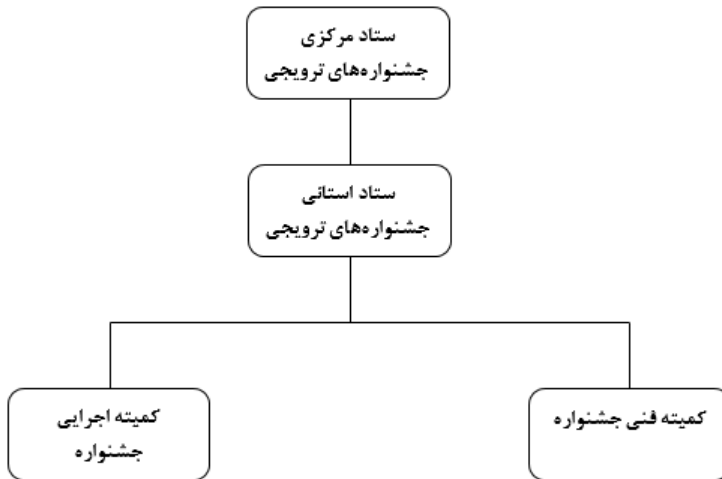 ستاد مرکزی
جشنواره‌های ترویجی
ستاد استانی
جشنواره‌های ترویجی
کمیته فنی جشنواره
کمیته اجرایی
جشنواره